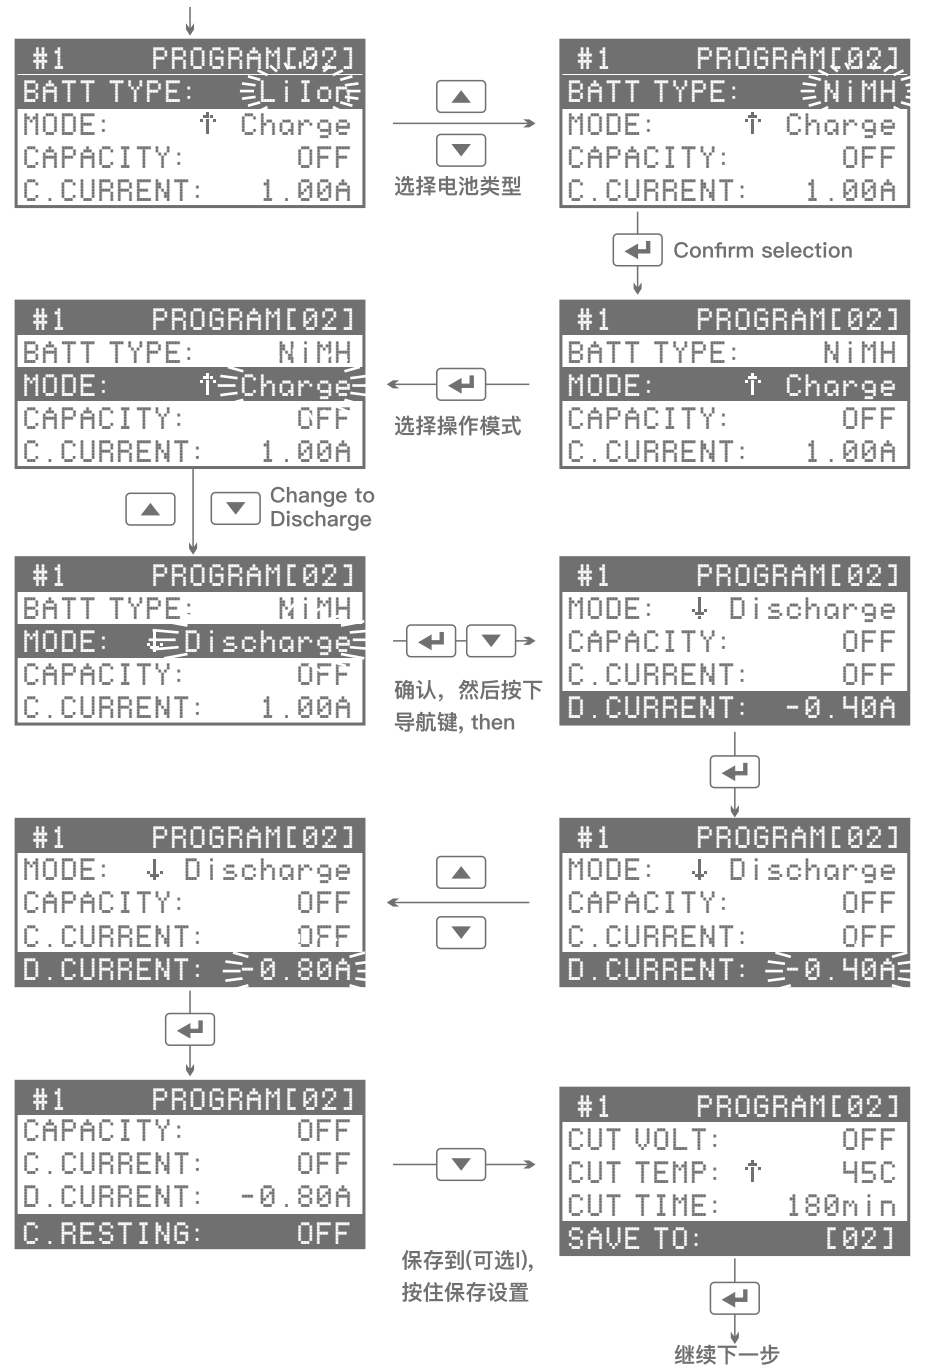 #1 PROGRAM[02]
BATT TYPE: LiIon
MODE: ↑ Charge
CAPACITY: OFF
C.CURRENT: 1.00A
选择电池类型
#1 PROGRAM[02]
BATT TYPE: NiMH
MODE: ↑ Charge
CAPACITY: OFF
C.CURRENT: 1.00A
Confirm selection
#1 PROGRAM[02]
BATT TYPE: NiMH
MODE: ↑ Charge
CAPACITY: OFF
C.CURRENT: 1.00A
选择操作模式
#1 PROGRAM[02]
BATT TYPE: NiMH
MODE: ↑ Charge
CAPACITY: OFF
C.CURRENT: 1.00A
Change to
Discharge
#1 PROGRAM[02]
BATT TYPE: NiMH
MODE: ↓ Discharge
CAPACITY: OFF
C.CURRENT: 1.00A
确认，然后按下
导航键, then
#1 PROGRAM[02]
MODE: ↓ Discharge
CAPACITY: OFF
C.CURRENT: OFF
D.CURRENT: -0.40A
#1 PROGRAM[02]
MODE: ↓ Discharge
CAPACITY: OFF
C.CURRENT: OFF
D.CURRENT: -0.80A
#1 PROGRAM[02]
MODE: ↓ Discharge
CAPACITY: OFF
C.CURRENT: OFF
D.CURRENT: -0.40A
#1 PROGRAM[02]
CAPACITY: OFF
C.CURRENT: OFF
D.CURRENT: -0.80A
C.RESTING: OFF
保存到(可选I),
按住保存设置
#1 PROGRAM[02]
CUT VOLT: OFF
CUT TEMP: ↑ 45C
CUT TIME: 180min
SAVE TO: [02]
继续下一步